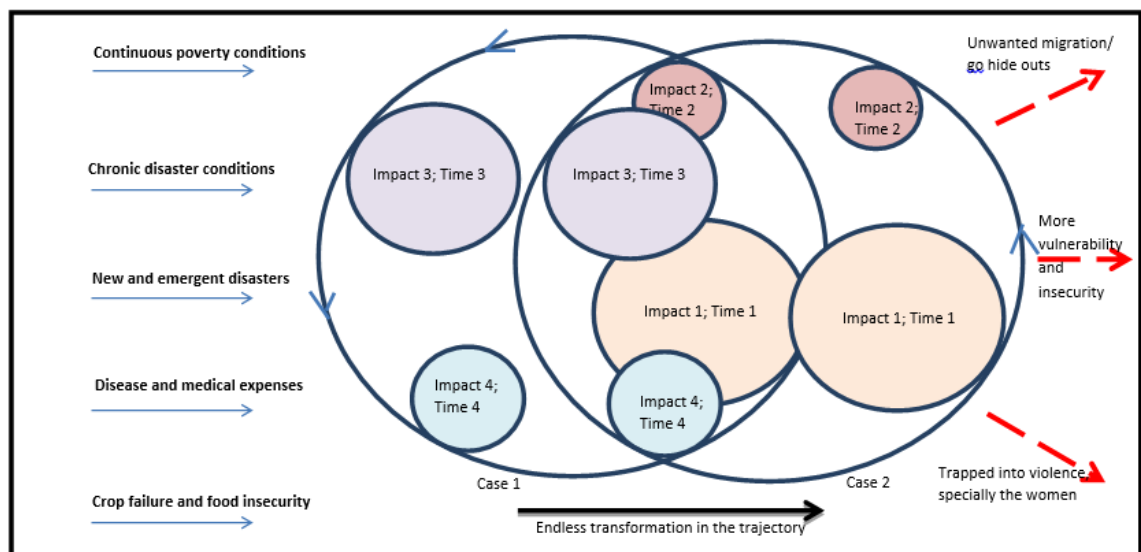 Continuous poverty conditions
Chronic disaster conditions
New and emergent disasters
Disease and medical expenses
Crop failure and food insecurity
Impact 2;
Time 2
Impact 2;
Time 2
Impact 3; Time 3
Impact 3; Time 3
Impact 1; Time 1
Impact 1; Time 1
Impact 4;
Time 4
Impact 4;
Time 4
Case 1
Case 2
Endless transformation in the trajectory
Unwanted migration/
go hide outs
More
vulnerability
and
insecurity
Trapped into violence,
specially the women